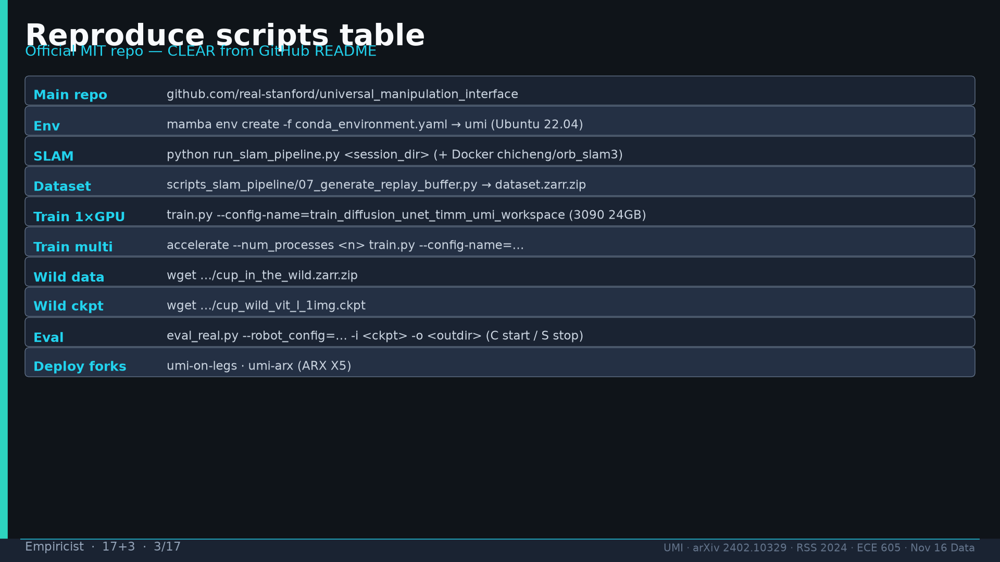 Reproduce scripts table
Official MIT repo — CLEAR from GitHub README
Main repo github.com/real-stanford/universal_manipulation_interface
Env mamba env create -f conda_environment.yaml → umi (Ubuntu 22.04)
SLAM python run_slam_pipeline.py <session_dir> (+ Docker chicheng/orb_slam3)
Dataset scripts_slam_pipeline/07_generate_replay_buffer.py → dataset.zarr.zip
Train 1×GPU train.py --config-name=train_diffusion_unet_timm_umi_workspace (3090 24GB)
Train multi accelerate --num_processes <n> train.py --config-name=…
Wild data wget …/cup_in_the_wild.zarr.zip
Wild ckpt wget …/cup_wild_vit_l_1img.ckpt
Eval eval_real.py --robot_config=… -i <ckpt> -o <outdir> (C start / S stop)
Deploy forks umi-on-legs · umi-arx (ARX X5)
Empiricist · 17+3 · 3/17
UMI · arXiv 2402.10329 · RSS 2024 · ECE 605 · Nov 16 Data